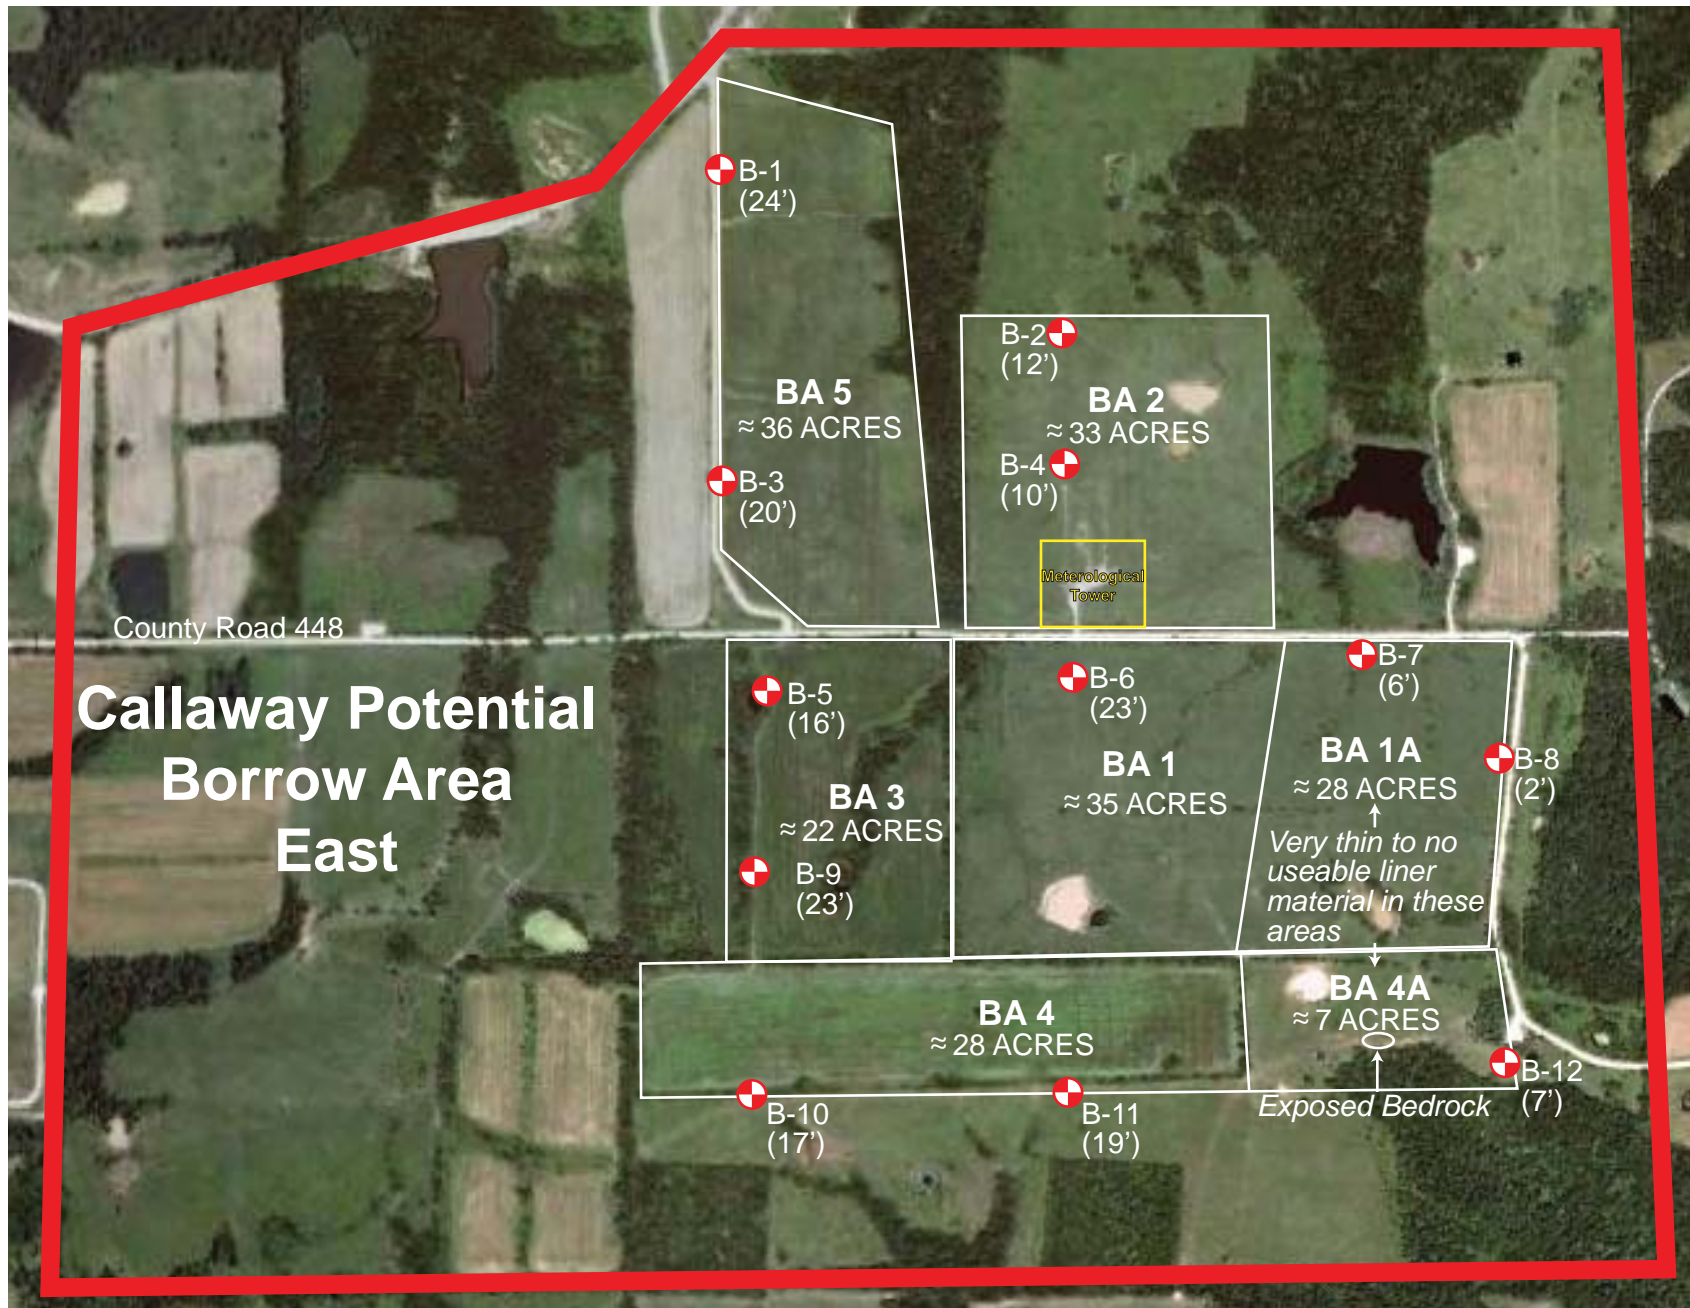 B-1
(24’)
B-2
(12’)
BA 5
≈ 36 ACRES
BA 2
≈ 33 ACRES
B-4
(10’)
B-3
(20’)
Meterological
Tower
County Road 448
Callaway Potential
Borrow Area
East
B-5
(16’)
B-6
(23’)
B-7
(6’)
BA 3
≈ 22 ACRES
BA 1
≈ 35 ACRES
BA 1A
≈ 28 ACRES
B-8
(2’)
Very thin to no
useable liner
material in these
areas
B-9
(23’)
BA 4
≈ 28 ACRES
BA 4A
≈ 7 ACRES
B-10
(17’)
B-11
(19’)
Exposed Bedrock
B-12
(7’)